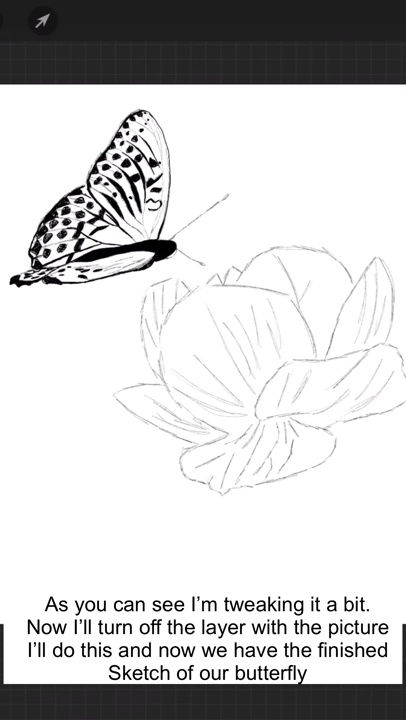 As you can see I’m tweaking it a bit.
Now I’ll turn off the layer with the picture
I’ll do this and now we have the finished
Sketch of our butterfly